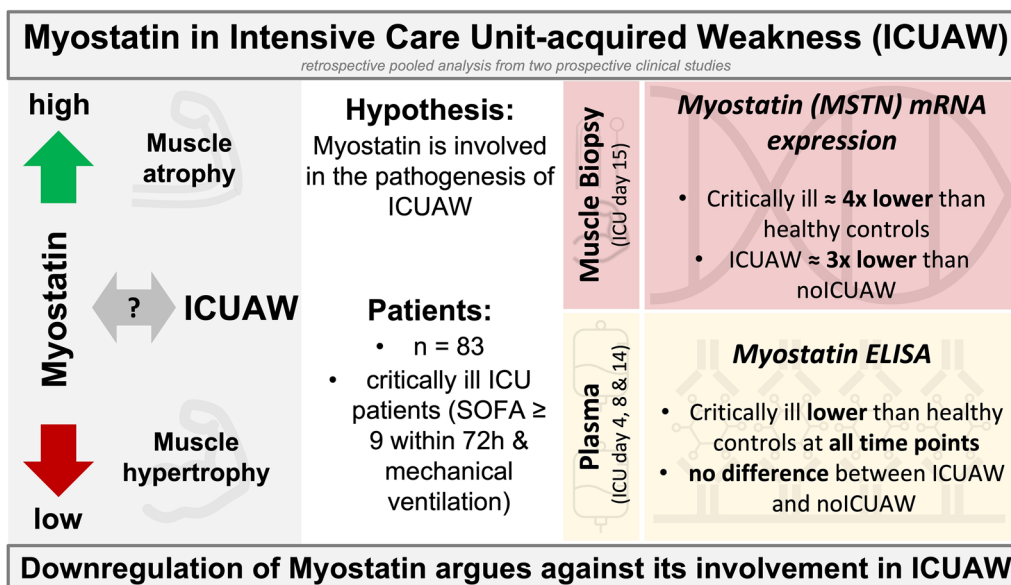 Myostatin in Intensive Care Unit-acquired Weakness (ICUAW)
retrospective pooled analysis from two prospective clinical studies
high
Muscle
atrophy
Myostatin
?
ICUAW
Muscle
hypertrophy
low
Hypothesis:
Myostatin is involved
in the pathogenesis of
ICUAW
Patients:
• n = 83
• critically ill ICU
patients (SOFA ≥
9 within 72h &
mechanical
ventilation)
Muscle Biopsy
(ICU day 15)
Myostatin (MSTN) mRNA
expression
• Critically ill ≈ 4x lower than
healthy controls
• ICUAW ≈ 3x lower than
noICUAW
Plasma
(ICU day 4, 8 & 14)
Myostatin ELISA
• Critically ill lower than healthy
controls at all time points
• no difference between ICUAW
and noICUAW
Downregulation of Myostatin argues against its involvement in ICUAW